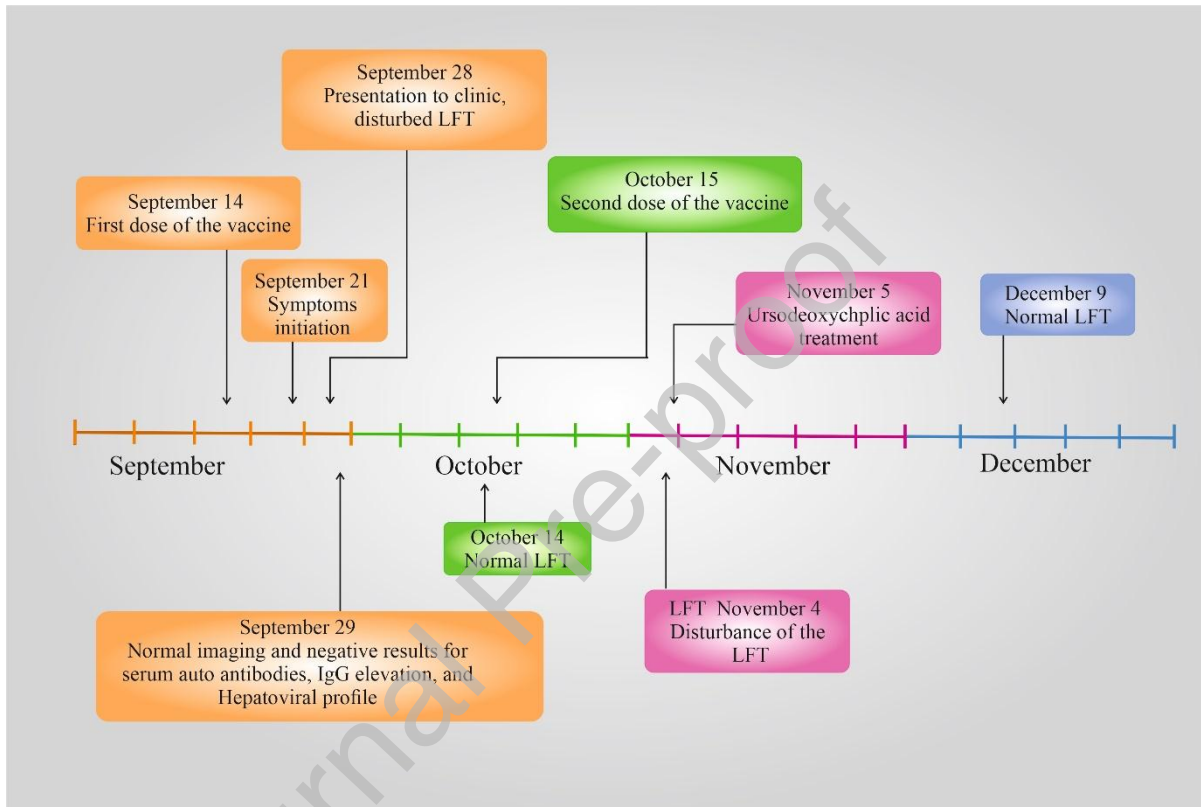 September 28
Presentation to clinic,
disturbed LFT
September 14
First dose of the vaccine
October 15
Second dose of the vaccine
September 21
Symptoms
initiation
November 5
Ursodeoxychplic acid
treatment
December 9
Normal LFT
September
October
November
December
October 14
Normal LFT
September 29
Normal imaging and negative results for
serum auto antibodies, IgG elevation, and
Hepatoviral profile
LFT November 4
Disturbance of the
LFT
rnal Pre-proof